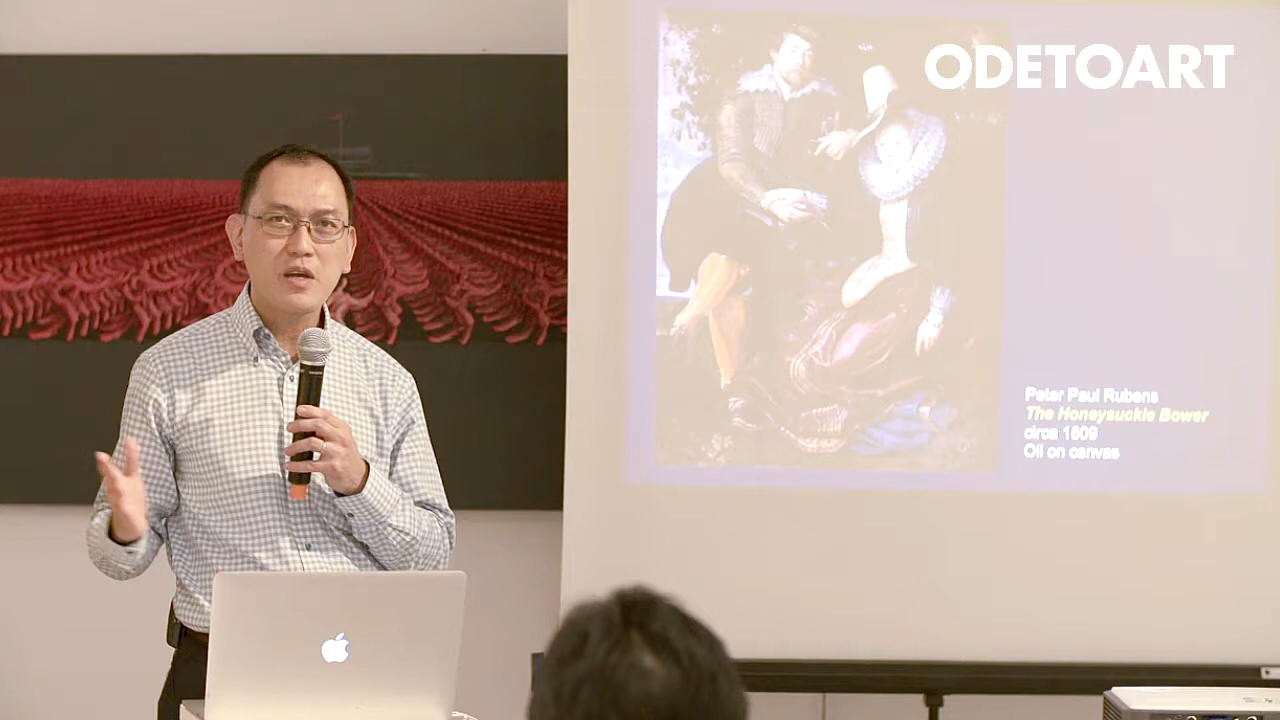 ODETOART
Peter Paul Rubens
The Honeysuckle Bower
circa 1609
Oil on canvas